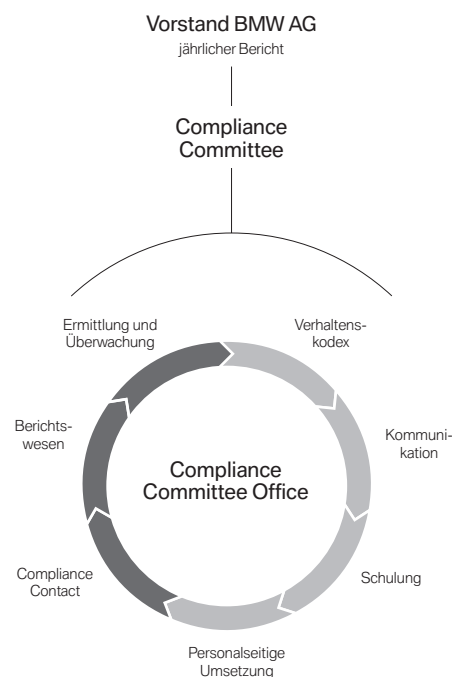 Vorstand BMW AG
jährlicher Bericht
Compliance
Committee
Ermittlung und
Überwachung
Verhaltens-
kodex
Berichts-
wesen
Kommuni-
kation
Compliance
Committee Office
Compliance
Contact
Schulung
Personalseitige
Umsetzung